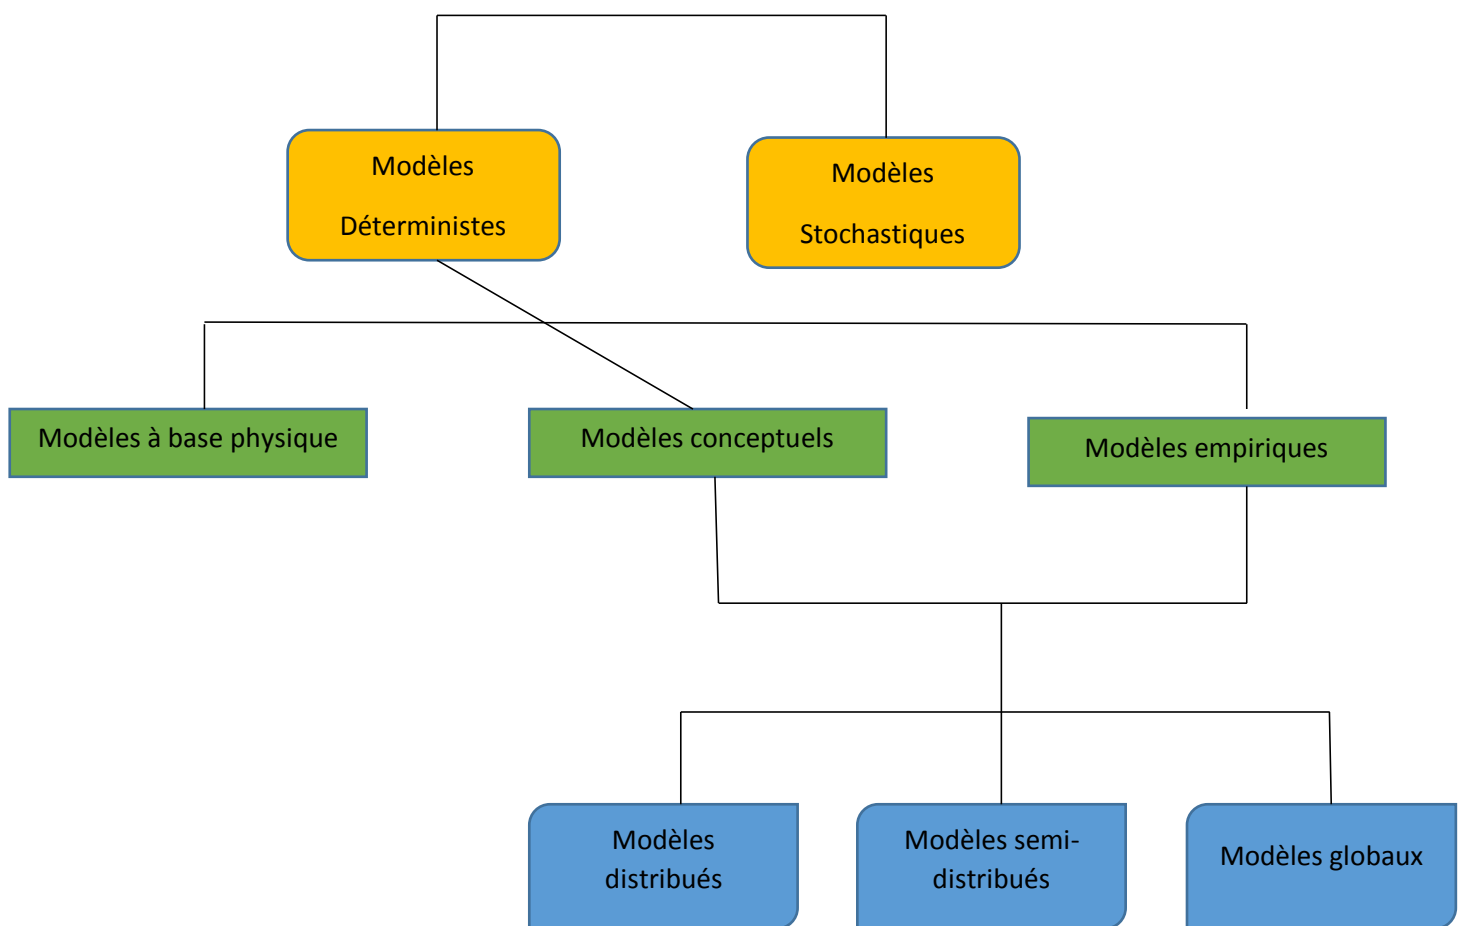 Modèles
Déterministes
Modèles
Stochastiques
Modèles à base physique
Modèles conceptuels
Modèles empiriques
Modèles
distribués
Modèles semi-
distribués
Modèles globaux